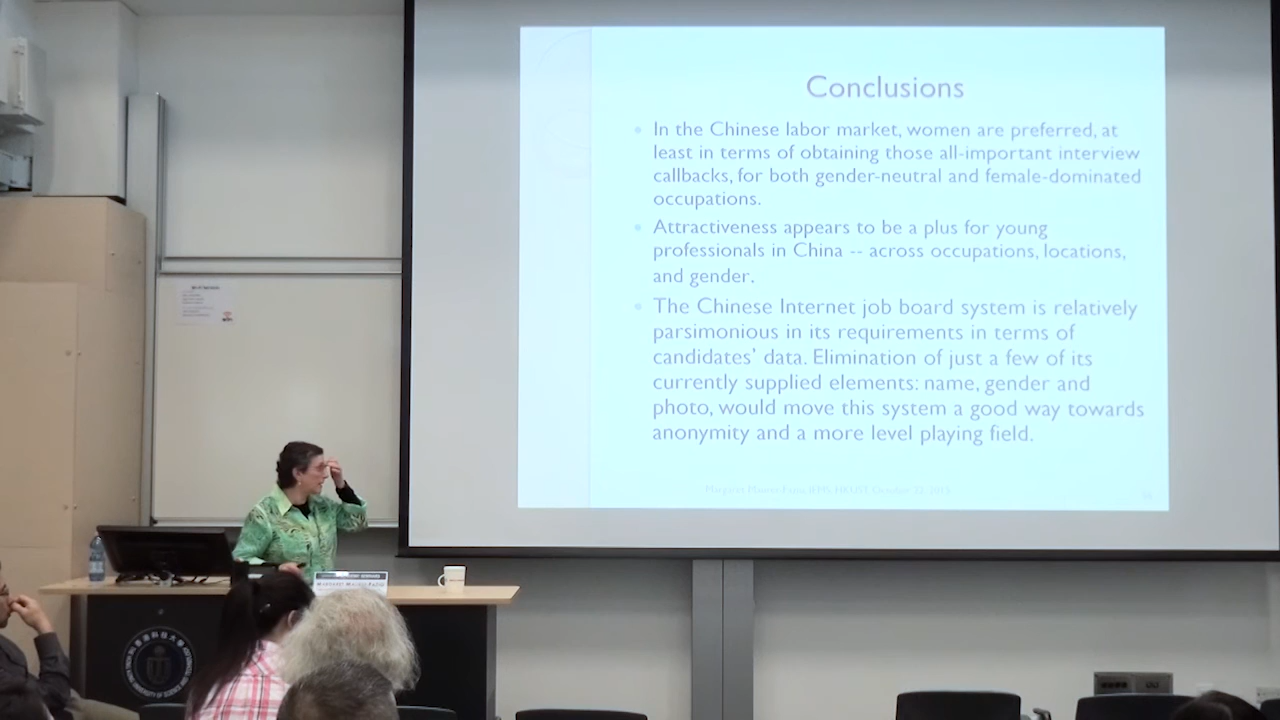 Conclusions
In the Chinese labor market, women are preferred, at
least in terms of obtaining those all-important interview
callbacks, for both gender-neutral and female-dominated
occupations.
Attractiveness appears to be a plus for young
professionals in China -- across occupations, locations,
and gender.
The Chinese Internet job board system is relatively
parsimonious in its requirements in terms of
candidates' data. Elimination of just a few of its
currently supplied elements: name, gender and
photo, would move this system a good way towards
anonymity and a more level playing field.